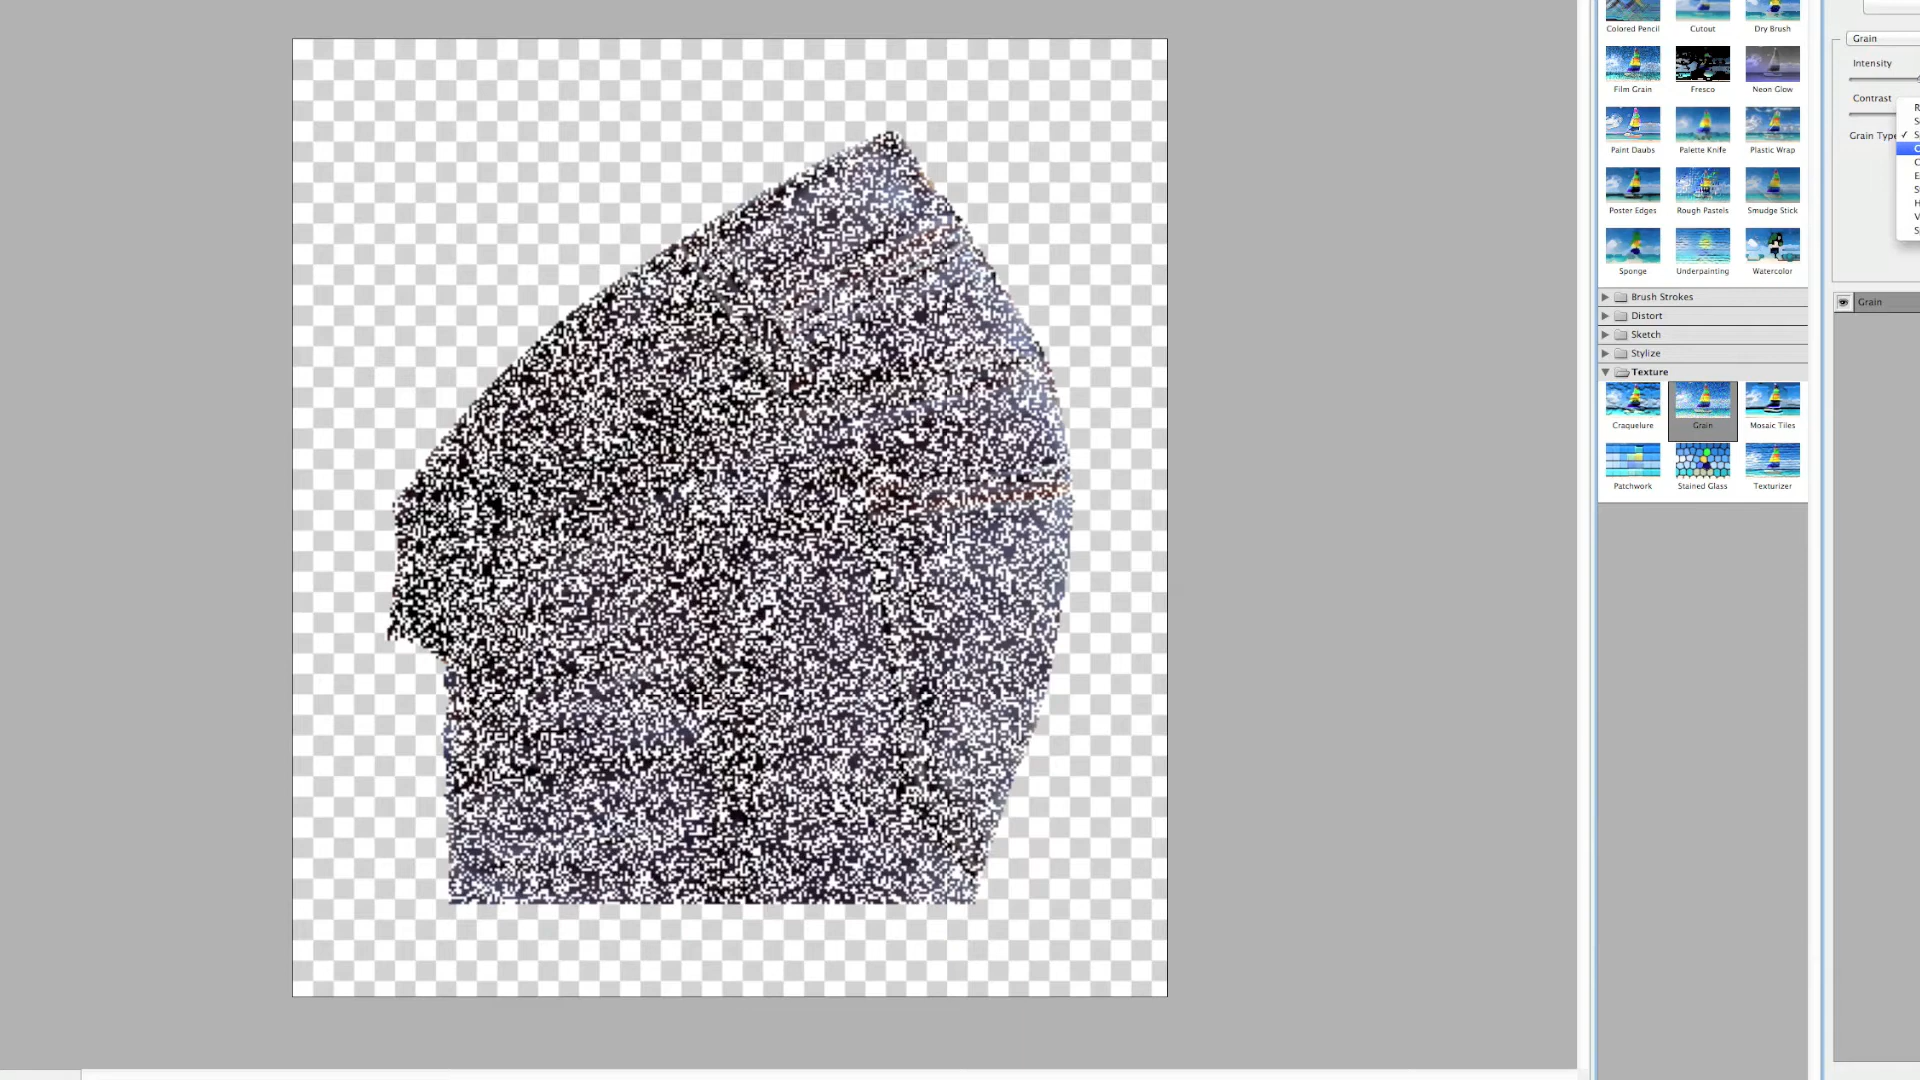 Colored Pencil Cutout Dry Brush
Film Grain Fresco Neon Glow
Paint Daubs Palette Knife Plastic Wrap
Poster Edges Rough Pastels Smudge Stick
Sponge Underpainting Watercolor
Brush Strokes
Distort
Sketch
Stylize
Texture
Craquelure Grain Mosaic Tiles
Patchwork Stained Glass Texturizer
Grain
Intensity
Contrast
Grain Type
Grain